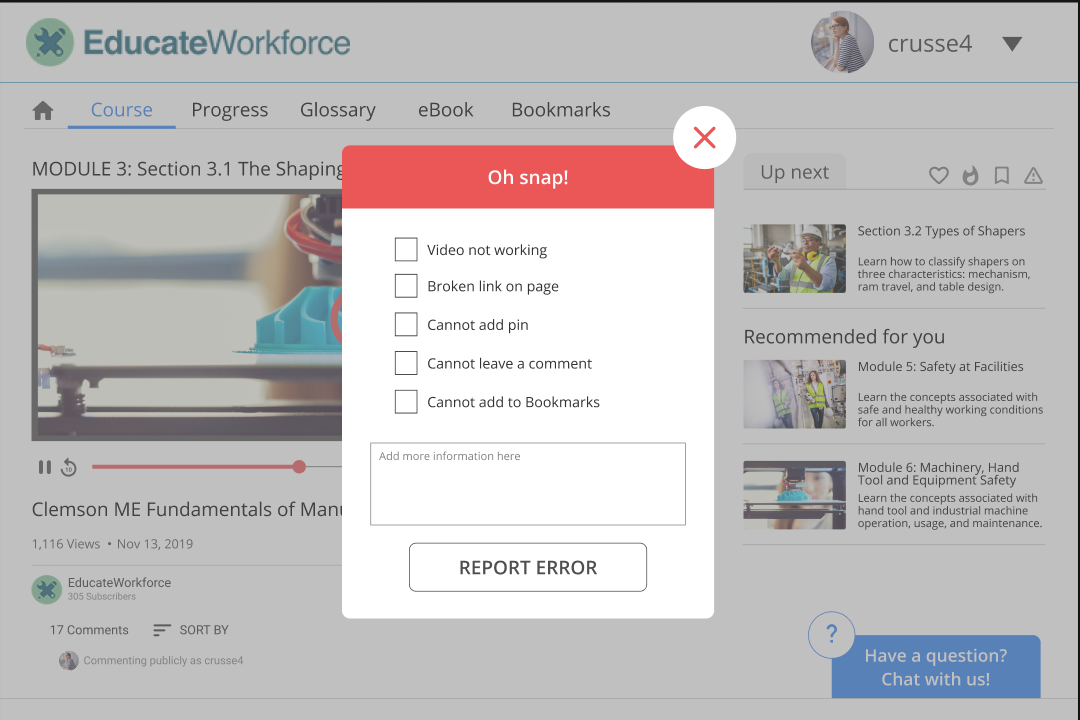 EducateWorkforce
crusse4
Course Progress Glossary eBook Bookmarks
MODULE 3: Section 3.1 The Shaping
Oh snap!
Video not working
Broken link on page
Cannot add pin
Cannot leave a comment
Cannot add to Bookmarks
Add more information here
REPORT ERROR
10
Clemson ME Fundamentals of Manu
1,116 Views • Nov 13, 2019
EducateWorkforce
305 Subscribers
17 Comments SORT BY
Commenting publicly as crusse4
Up next
Section 3.2 Types of Shapers
Learn how to classify shapers on
three characteristics: mechanism,
ram travel, and table design.
Recommended for you
Module 5: Safety at Facilities
Learn the concepts associated with
safe and healthy working conditions
for all workers.
Module 6: Machinery, Hand
Tool and Equipment Safety
Learn the concepts associated with
hand tool and industrial machine
operation, usage, and maintenance.
?
Have a question?
Chat with us!